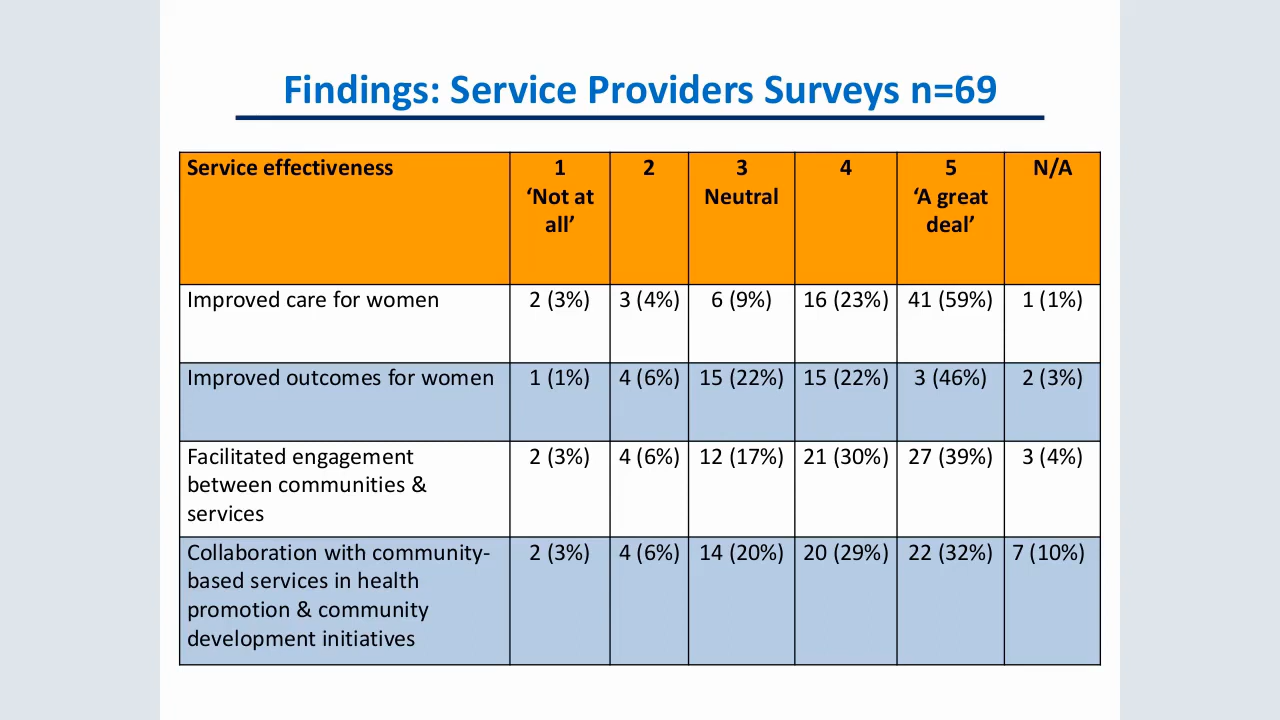 Findings: Service Providers Surveys n=69
Service effectiveness 1 2 3 4 5 N/A
‘Not at Neutral ‘A great
all’ deal’
Improved care for women 2 (3%) 3 (4%) 6 (9%) 16 (23%) 41 (59%) 1 (1%)
Improved outcomes for women 1 (1%) 4 (6%) 15 (22%) 15 (22%) 3 (46%) 2 (3%)
Facilitated engagement 2 (3%) 4 (6%) 12 (17%) 21 (30%) 27 (39%) 3 (4%)
between communities &
services
Collaboration with community- 2 (3%) 4 (6%) 14 (20%) 20 (29%) 22 (32%) 7 (10%)
based services in health
promotion & community
development initiatives